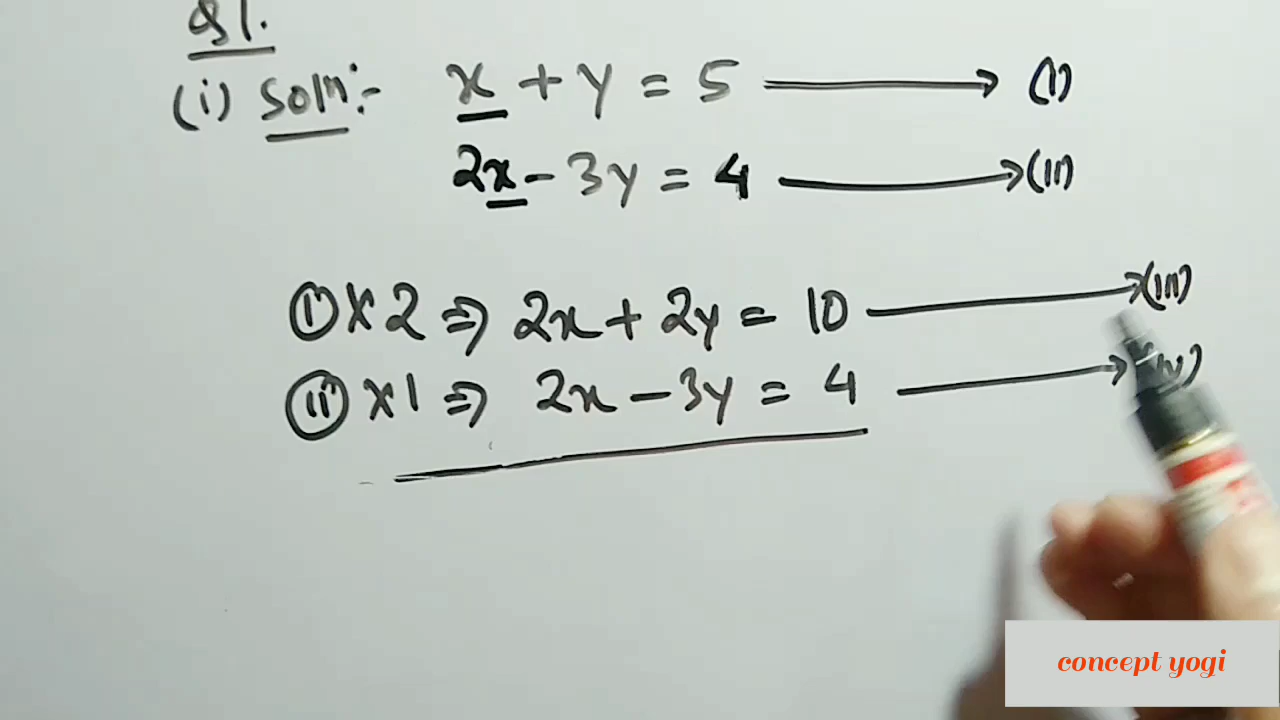 Q1.
(i) Soln:- x + y = 5 ⟶ (I)
2x - 3y = 4 ⟶ (II)
(i) × 2 ⇒ 2x + 2y = 10 ⟶ (III)
(ii) × 1 ⇒ 2x - 3y = 4 ⟶
concept yogi